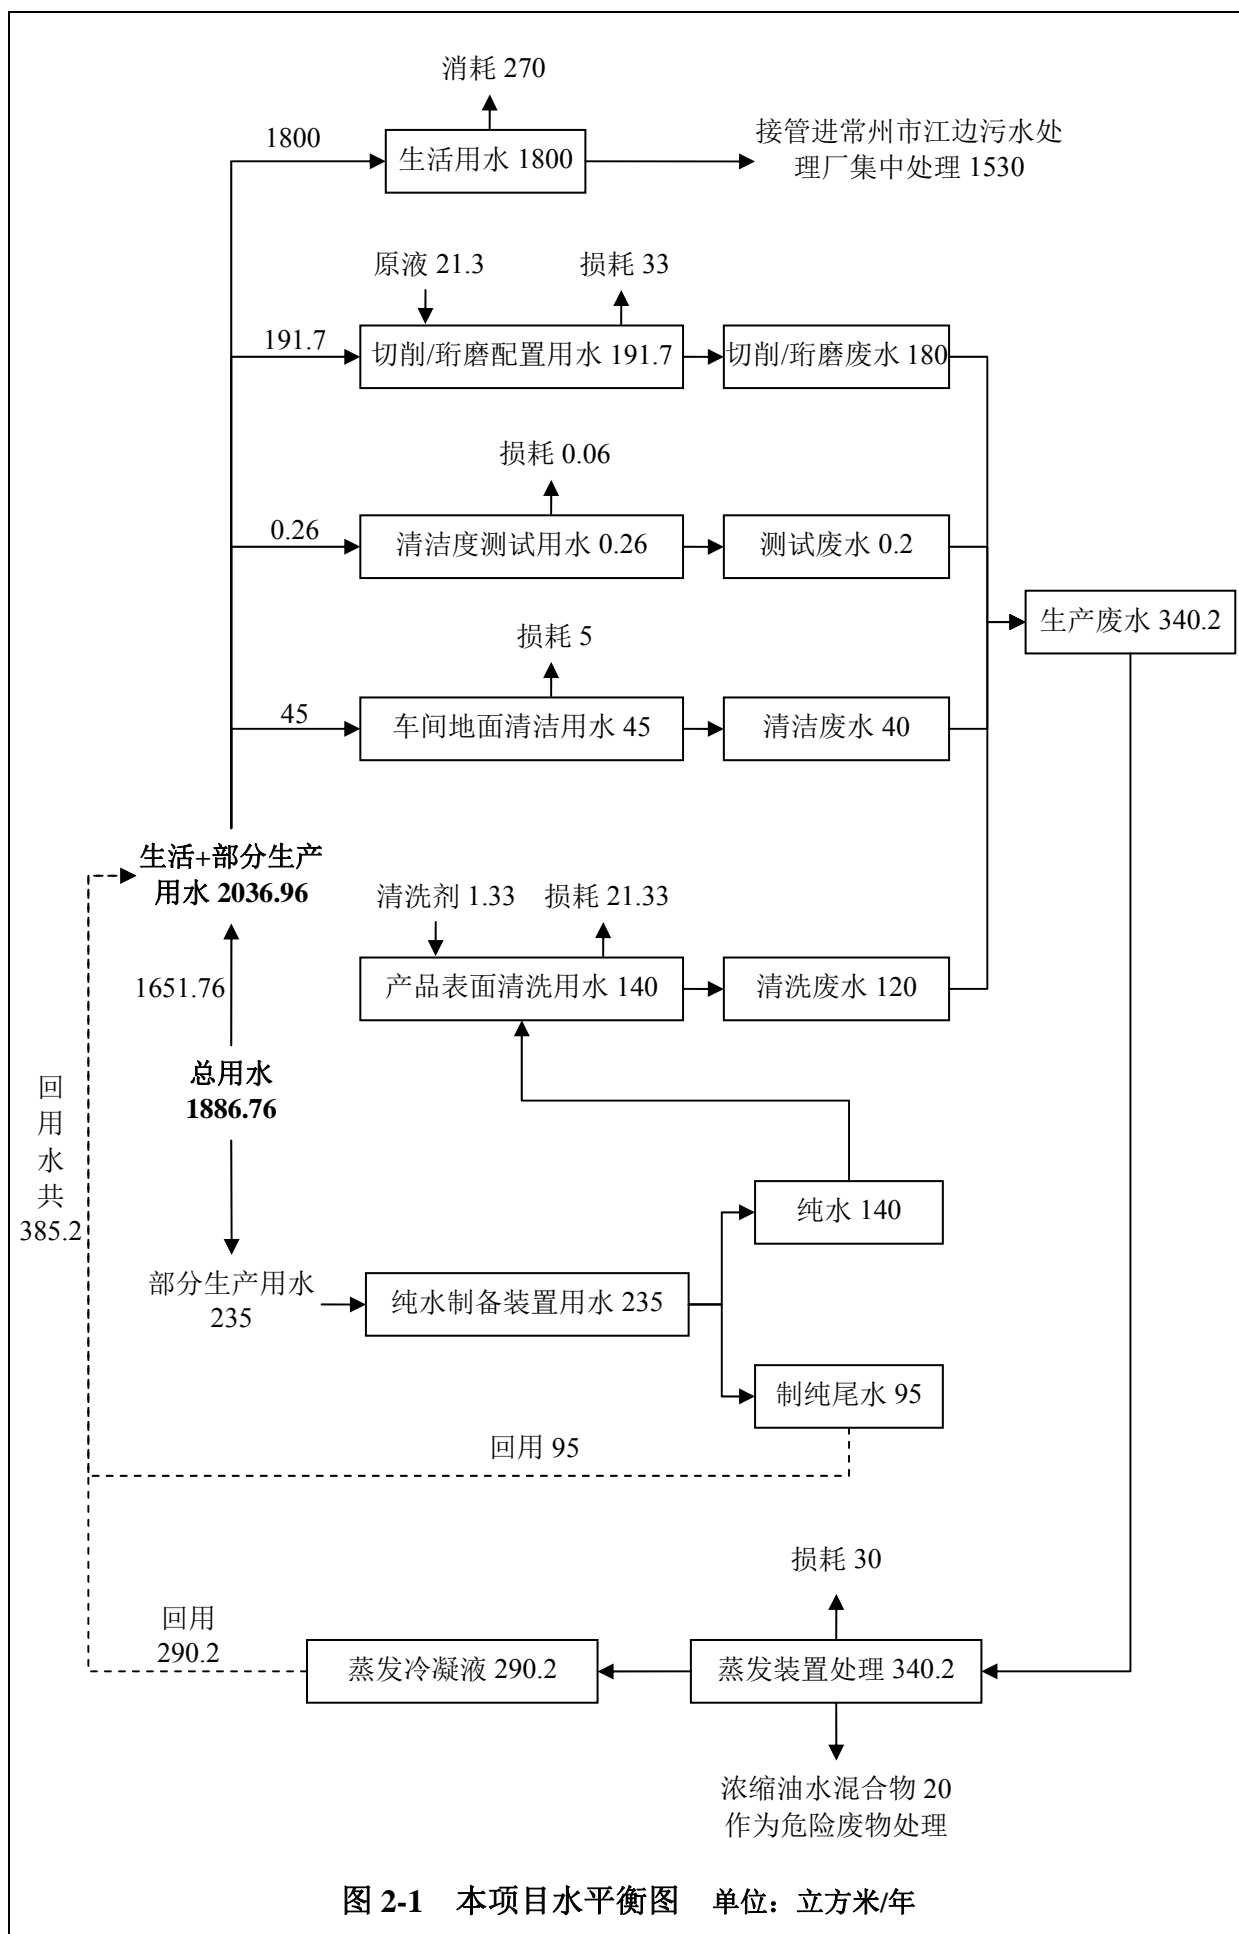 消耗 270
1800
生活用水 1800
接管进常州市江边污水处
理厂集中处理 1530
原液 21.3
损耗 33
191.7
切削/珩磨配置用水 191.7
切削/珩磨废水 180
损耗 0.06
0.26
清洁度测试用水 0.26
测试废水 0.2
生产废水 340.2
损耗 5
45
车间地面清洁用水 45
清洁废水 40
生活+部分生产
用水 2036.96
清洗剂 1.33
损耗 21.33
1651.76
产品表面清洗用水 140
清洗废水 120
总用水
1886.76
回
用
水
共
385.2
纯水 140
部分生产用水
235
纯水制备装置用水 235
制纯尾水 95
回用 95
损耗 30
回用
290.2
蒸发冷凝液 290.2
蒸发装置处理 340.2
浓缩油水混合物 20
作为危险废物处理
图 2-1 本项目水平衡图 单位：立方米/年